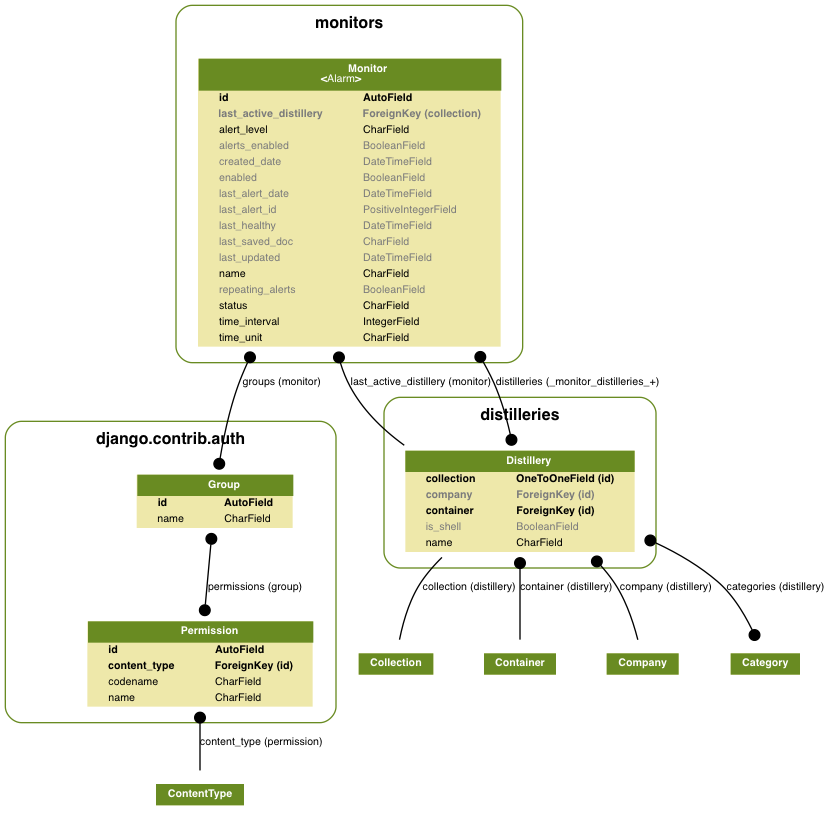 monitors
Monitor
<Alarm>
id AutoField
last_active_distillery ForeignKey (collection)
alert_level CharField
alerts_enabled BooleanField
created_date DateTimeField
enabled BooleanField
last_alert_date DateTimeField
last_alert_id PositiveIntegerField
last_healthy DateTimeField
last_saved_doc CharField
last_updated DateTimeField
name CharField
repeating_alerts BooleanField
status CharField
time_interval IntegerField
time_unit CharField
groups (monitor) last_active_distillery (monitor) distilleries (_monitor_distilleries_+)
distilleries
django.contrib.auth
Distillery
collection OneToOneField (id)
company ForeignKey (id)
container ForeignKey (id)
is_shell BooleanField
name CharField
Group
id AutoField
name CharField
permissions (group) collection (distillery) container (distillery) company (distillery) categories (distillery)
Permission
id AutoField
content_type ForeignKey (id)
codename CharField
name CharField
Collection Container Company Category
content_type (permission)
ContentType